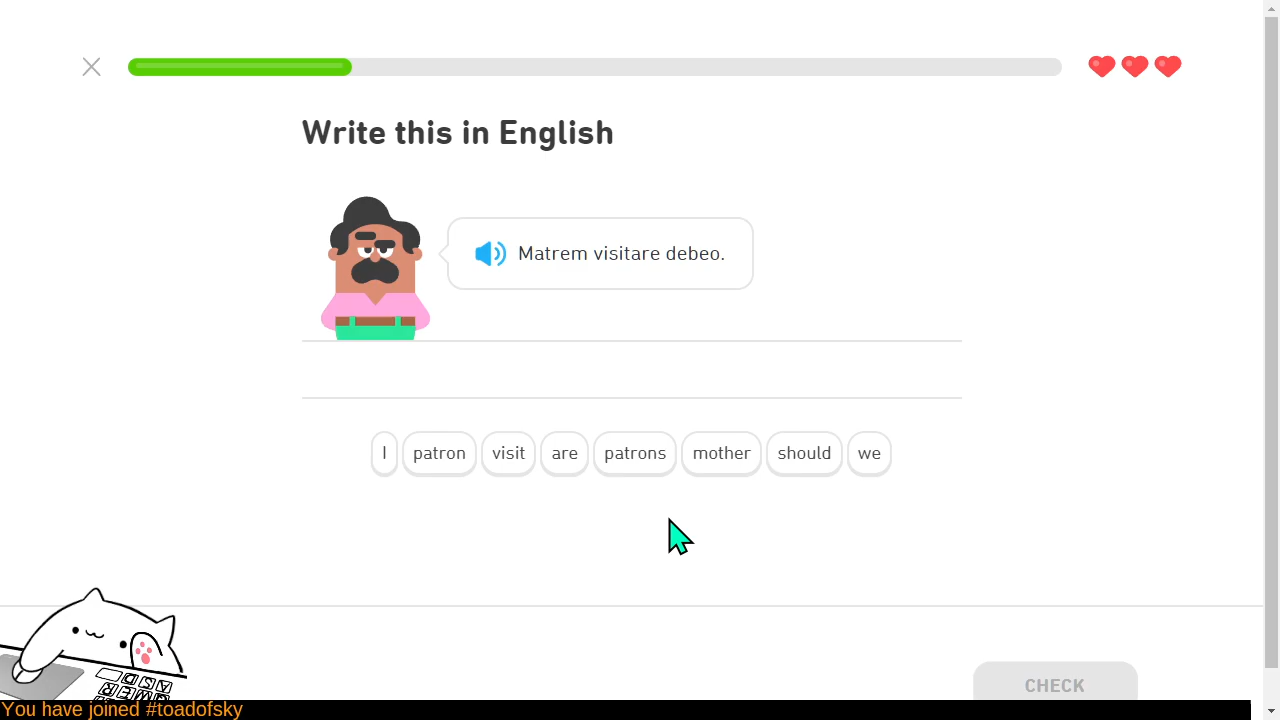 Write this in English
Matrem visitare debeo.
I patron visit are patrons mother should we
CHECK
You have joined #toadofsky